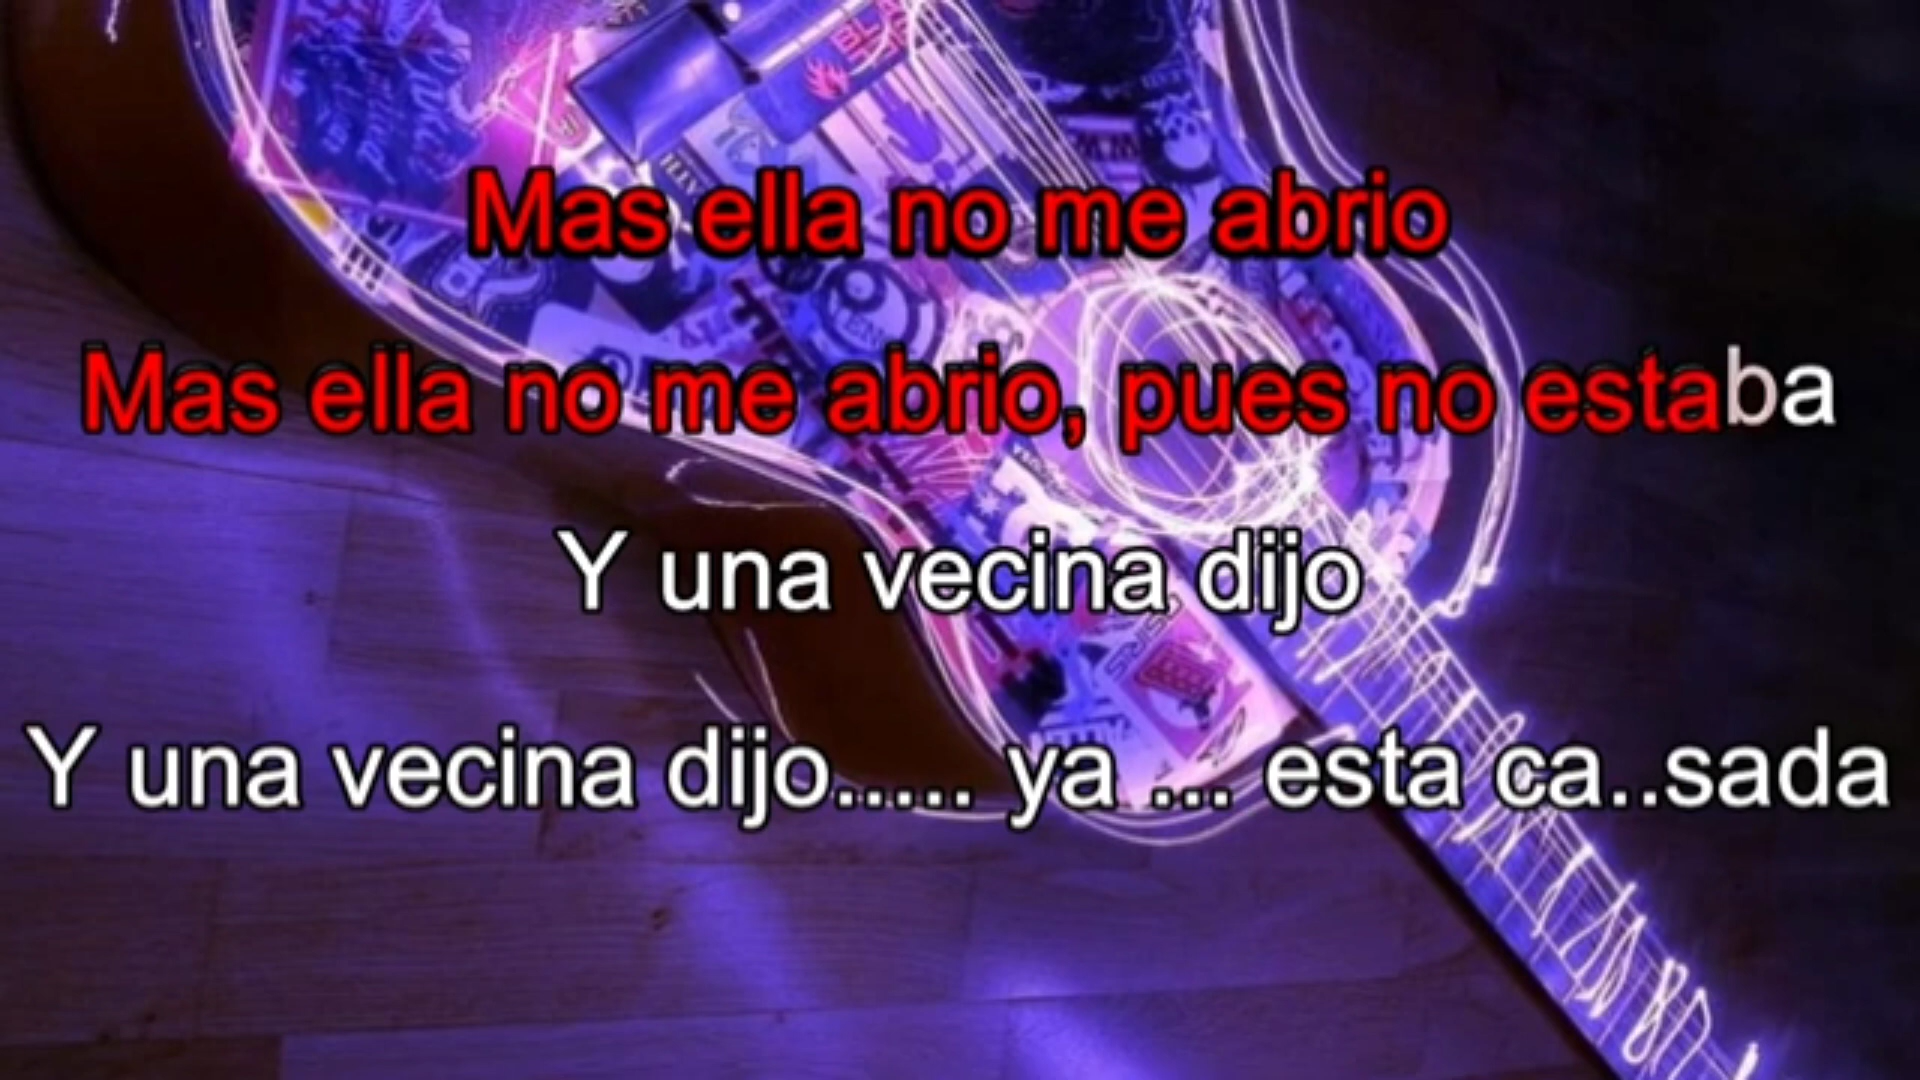 Mas ella no me abrio
Mas ella no me abrio, pues no estaba
Y una vecina dijo
Y una vecina dijo..... ya ... esta ca..sada